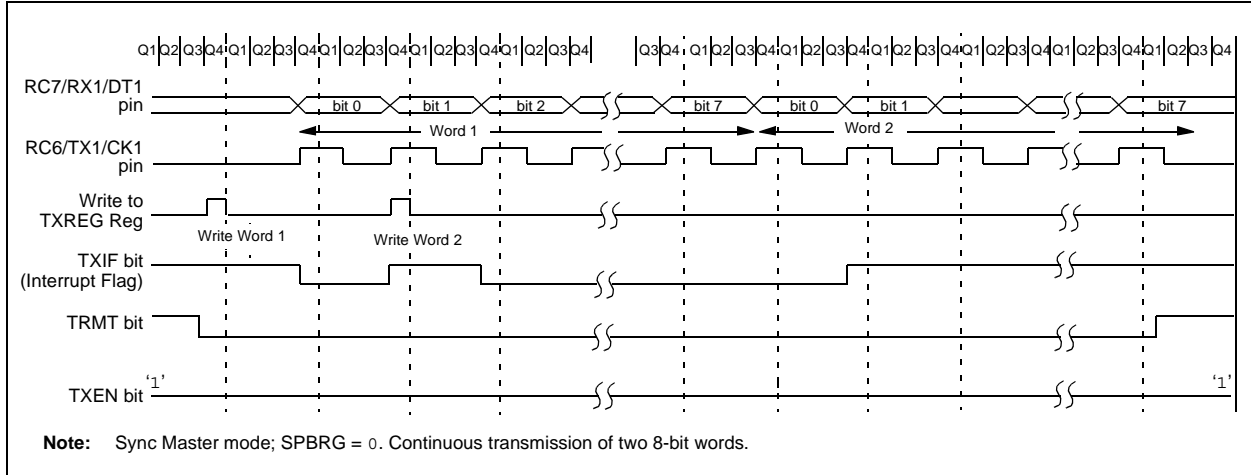 Q1 Q2 Q3 Q4 Q1 Q2 Q3 Q4 Q1 Q2 Q3 Q4 Q1 Q2 Q3 Q4 Q1 Q2 Q3 Q4 Q3 Q4 Q1 Q2 Q3 Q4 Q1 Q2 Q3 Q4 Q1 Q2 Q3 Q4 Q1 Q2 Q3 Q4 Q1 Q2 Q3 Q4 Q1 Q2 Q3 Q4
RC7/RX1/DT1
pin
bit 0 bit 1 bit 2 bit 7 bit 0 bit 1 bit 7
Word 1 Word 2
RC6/TX1/CK1
pin
Write to
TXREG Reg
Write Word 1 Write Word 2
TXIF bit
(Interrupt Flag)
TRMT bit
TXEN bit ‘1’ ‘1’
Note: Sync Master mode; SPBRG = 0. Continuous transmission of two 8-bit words.